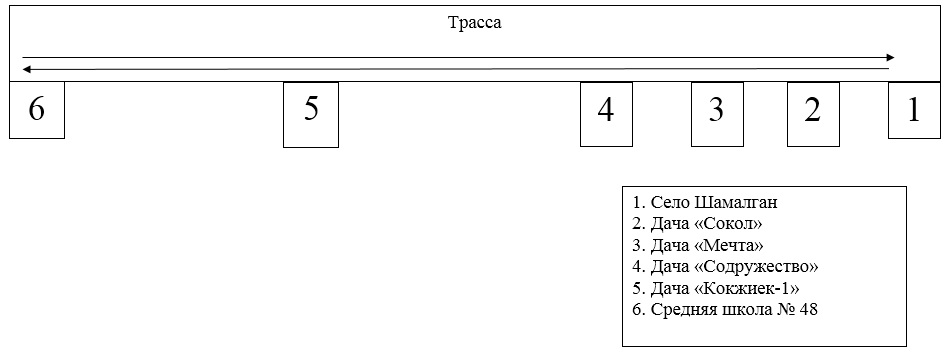 Трасса
6 5 4 3 2 1
1. Село Шамалган
2. Дача «Сокол»
3. Дача «Мечта»
4. Дача «Содружество»
5. Дача «Кокжиек-1»
6. Средняя школа № 48